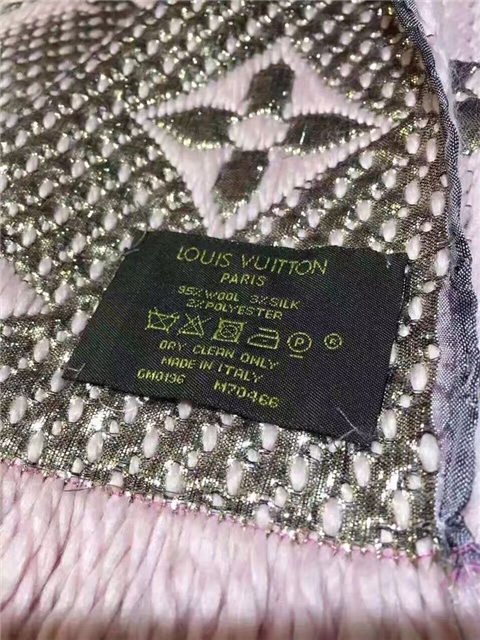 LOUIS VUITTON
PARIS
95% WOOL 3% SILK
2% POLYESTER
P ®
DRY CLEAN ONLY
MADE IN ITALY
GM0196 M70466